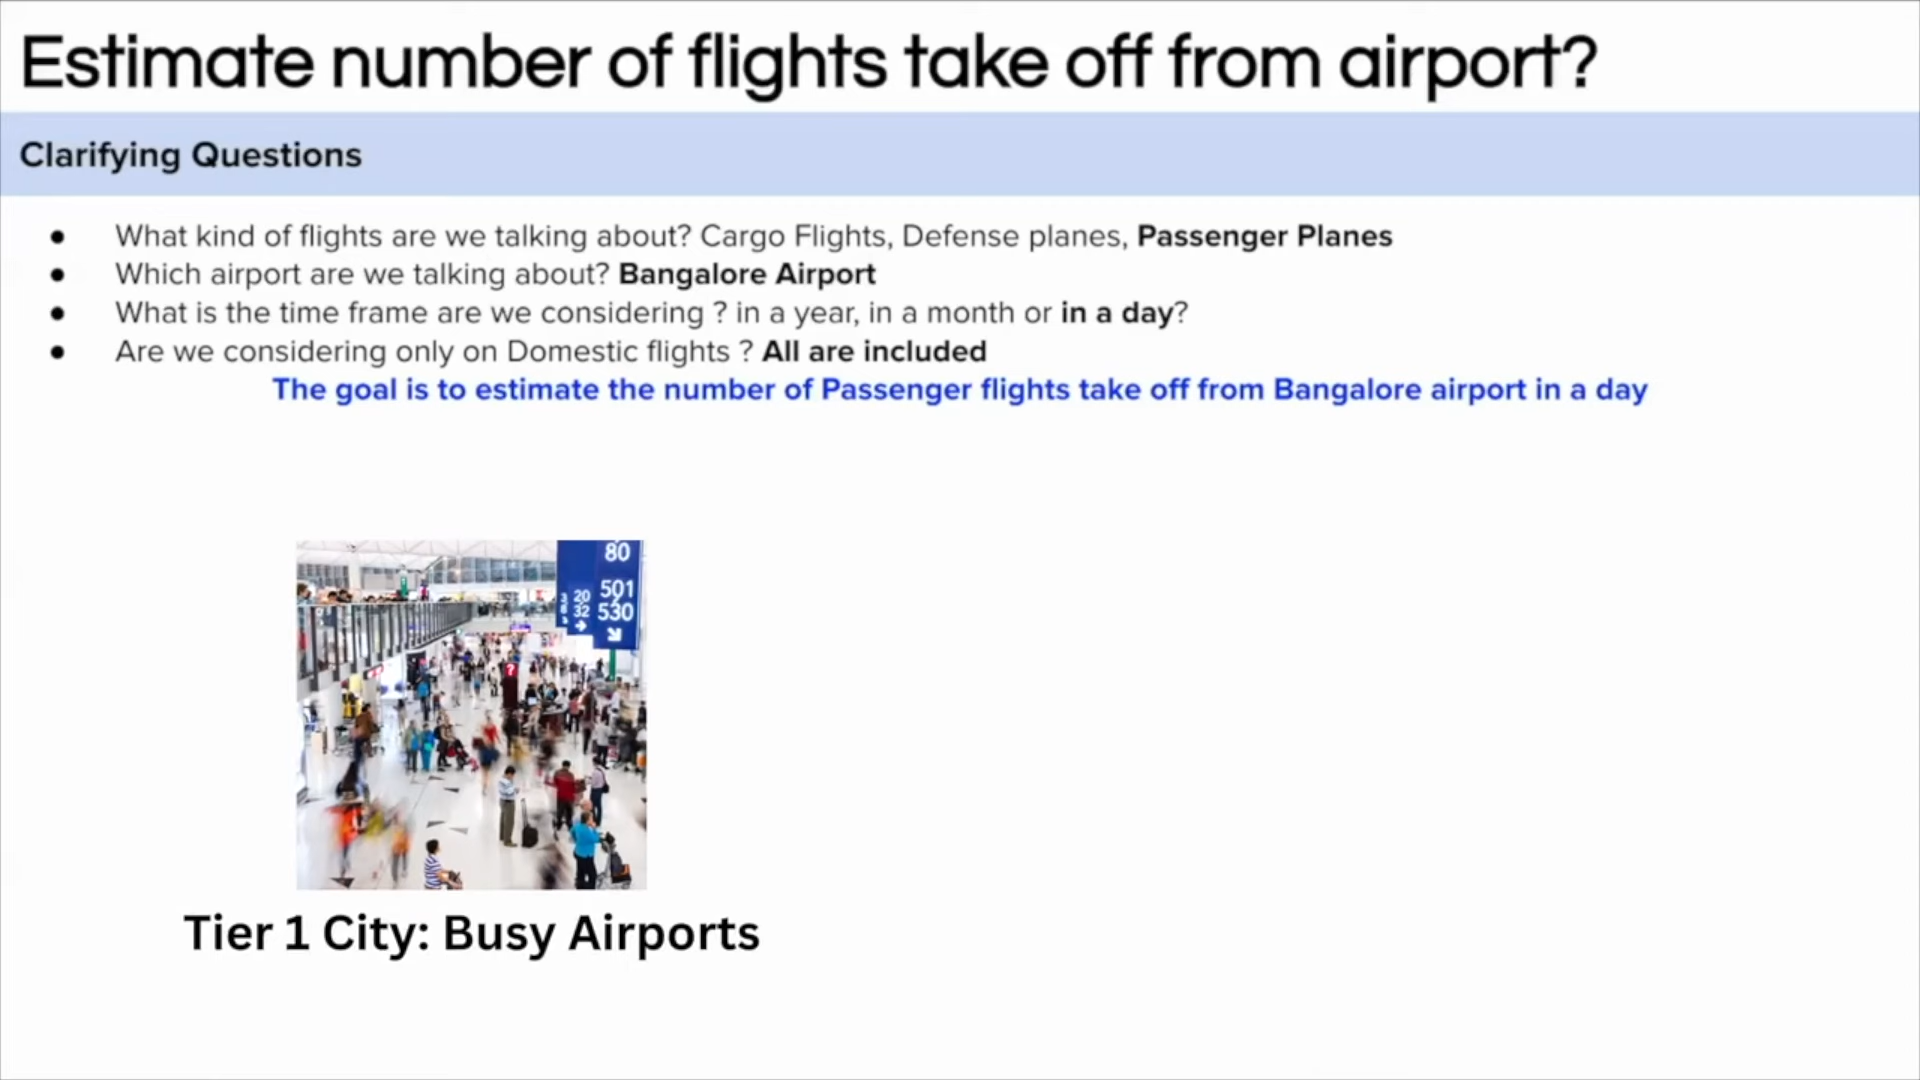 Estimate number of flights take off from airport?
Clarifying Questions
● What kind of flights are we talking about? Cargo Flights, Defense planes, Passenger Planes
● Which airport are we talking about? Bangalore Airport
● What is the time frame are we considering ? in a year, in a month or in a day?
● Are we considering only on Domestic flights ? All are included
The goal is to estimate the number of Passenger flights take off from Bangalore airport in a day
80
501
20
530
32
?
Tier 1 City: Busy Airports